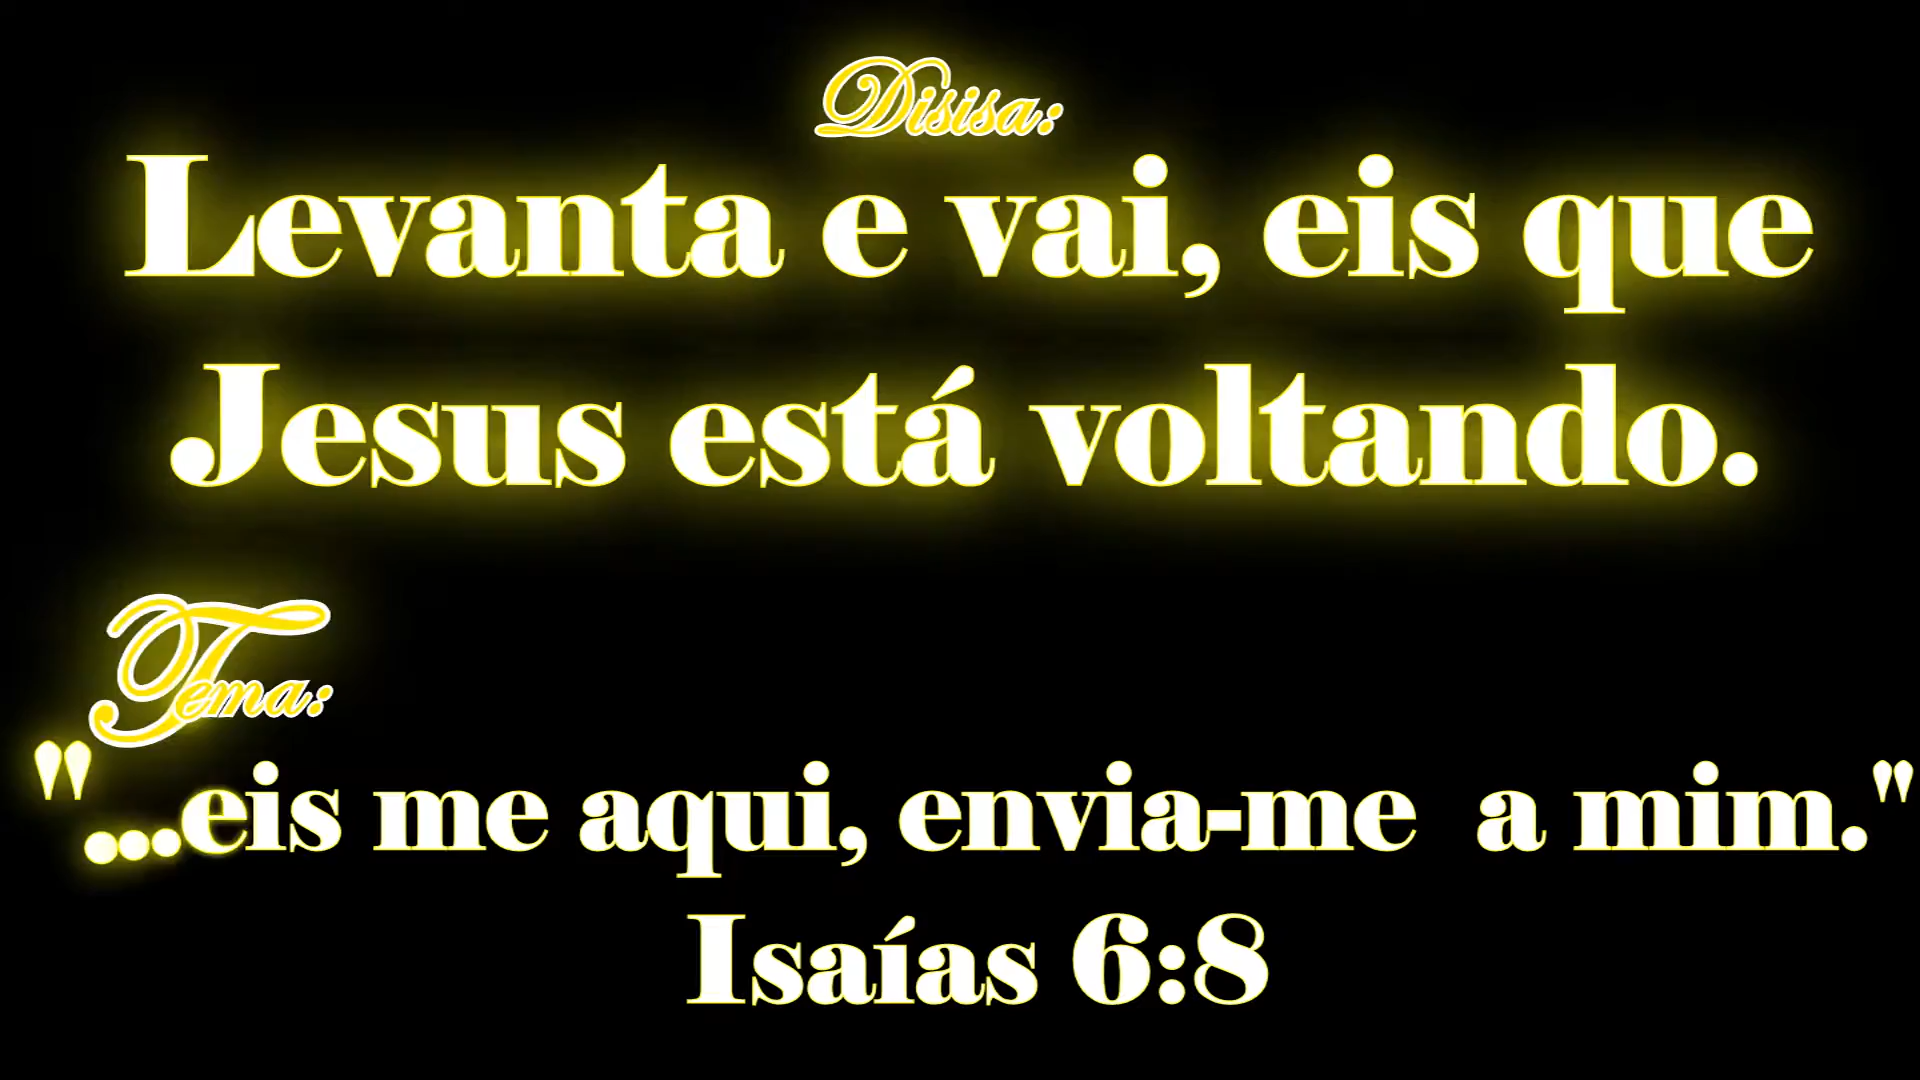 Disisa:
Levanta e vai, eis que
Jesus está voltando.
Tema:
"...eis me aqui, envia-me  a mim."
Isaías 6:8